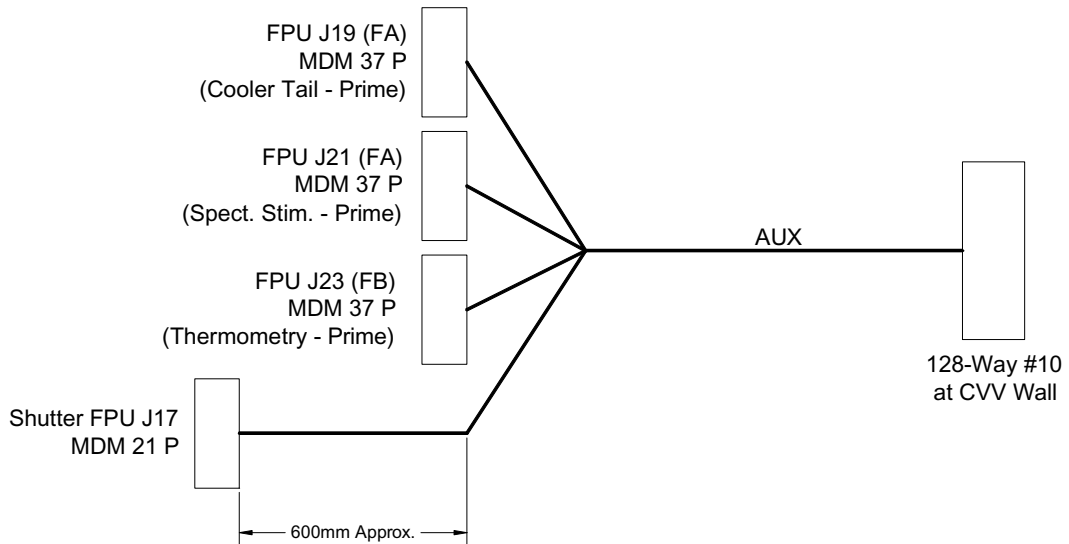 FPU J19 (FA)
MDM 37 P
(Cooler Tail - Prime)
FPU J21 (FA)
MDM 37 P
(Spect. Stim. - Prime)
AUX
FPU J23 (FB)
MDM 37 P
(Thermometry - Prime)
128-Way #10
at CVV Wall
Shutter FPU J17
MDM 21 P
600mm Approx.